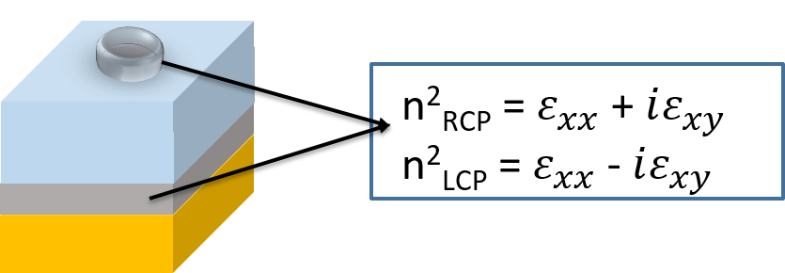 n²RCP = εxx + iεxy
n²LCP = εxx - iεxy